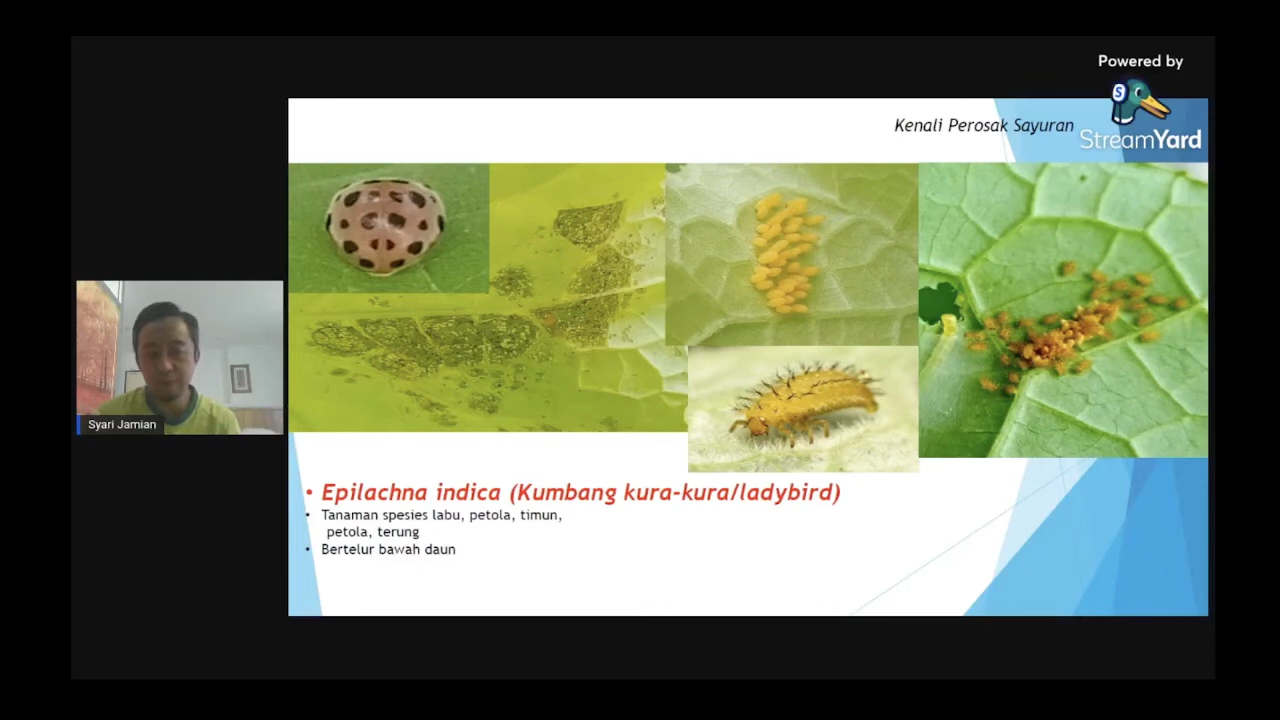 Powered by
StreamYard
Kenali Perosak Sayuran
Syari Jamian
• Epilachna indica (Kumbang kura-kura/ladybird)
• Tanaman spesies labu, petola, timun,
petola, terung
• Bertelur bawah daun